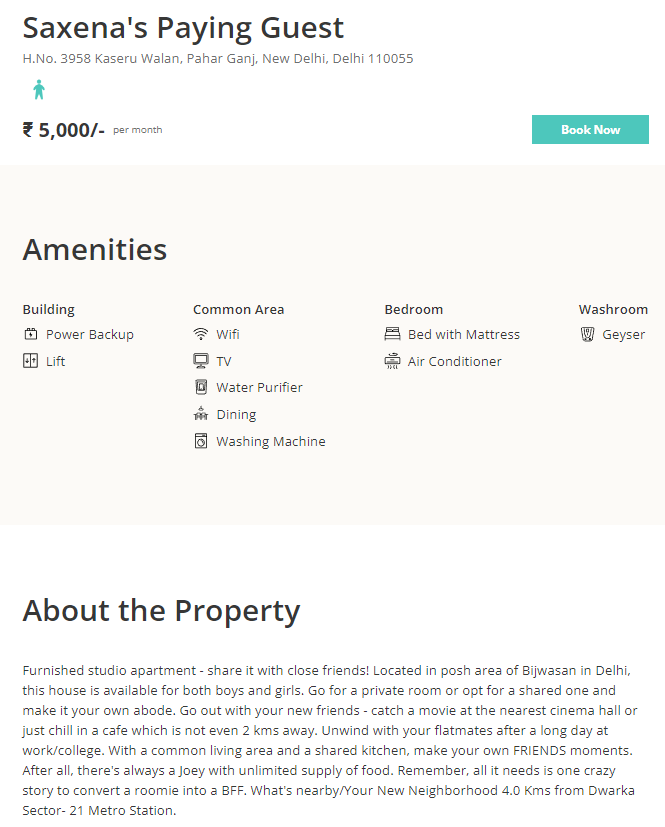 Saxena's Paying Guest
H.No. 3958 Kaseru Walan, Pahar Ganj, New Delhi, Delhi 110055
₹ 5,000/- per month
Book Now
Amenities
Building
Power Backup
Lift
Common Area
Wifi
TV
Water Purifier
Dining
Washing Machine
Bedroom
Bed with Mattress
Air Conditioner
Washroom
Geyser
About the Property
Furnished studio apartment - share it with close friends! Located in posh area of Bijwasan in Delhi,
this house is available for both boys and girls. Go for a private room or opt for a shared one and
make it your own abode. Go out with your new friends - catch a movie at the nearest cinema hall or
just chill in a cafe which is not even 2 kms away. Unwind with your flatmates after a long day at
work/college. With a common living area and a shared kitchen, make your own FRIENDS moments.
After all, there's always a Joey with unlimited supply of food. Remember, all it needs is one crazy
story to convert a roomie into a BFF. What's nearby/Your New Neighborhood 4.0 Kms from Dwarka
Sector- 21 Metro Station.